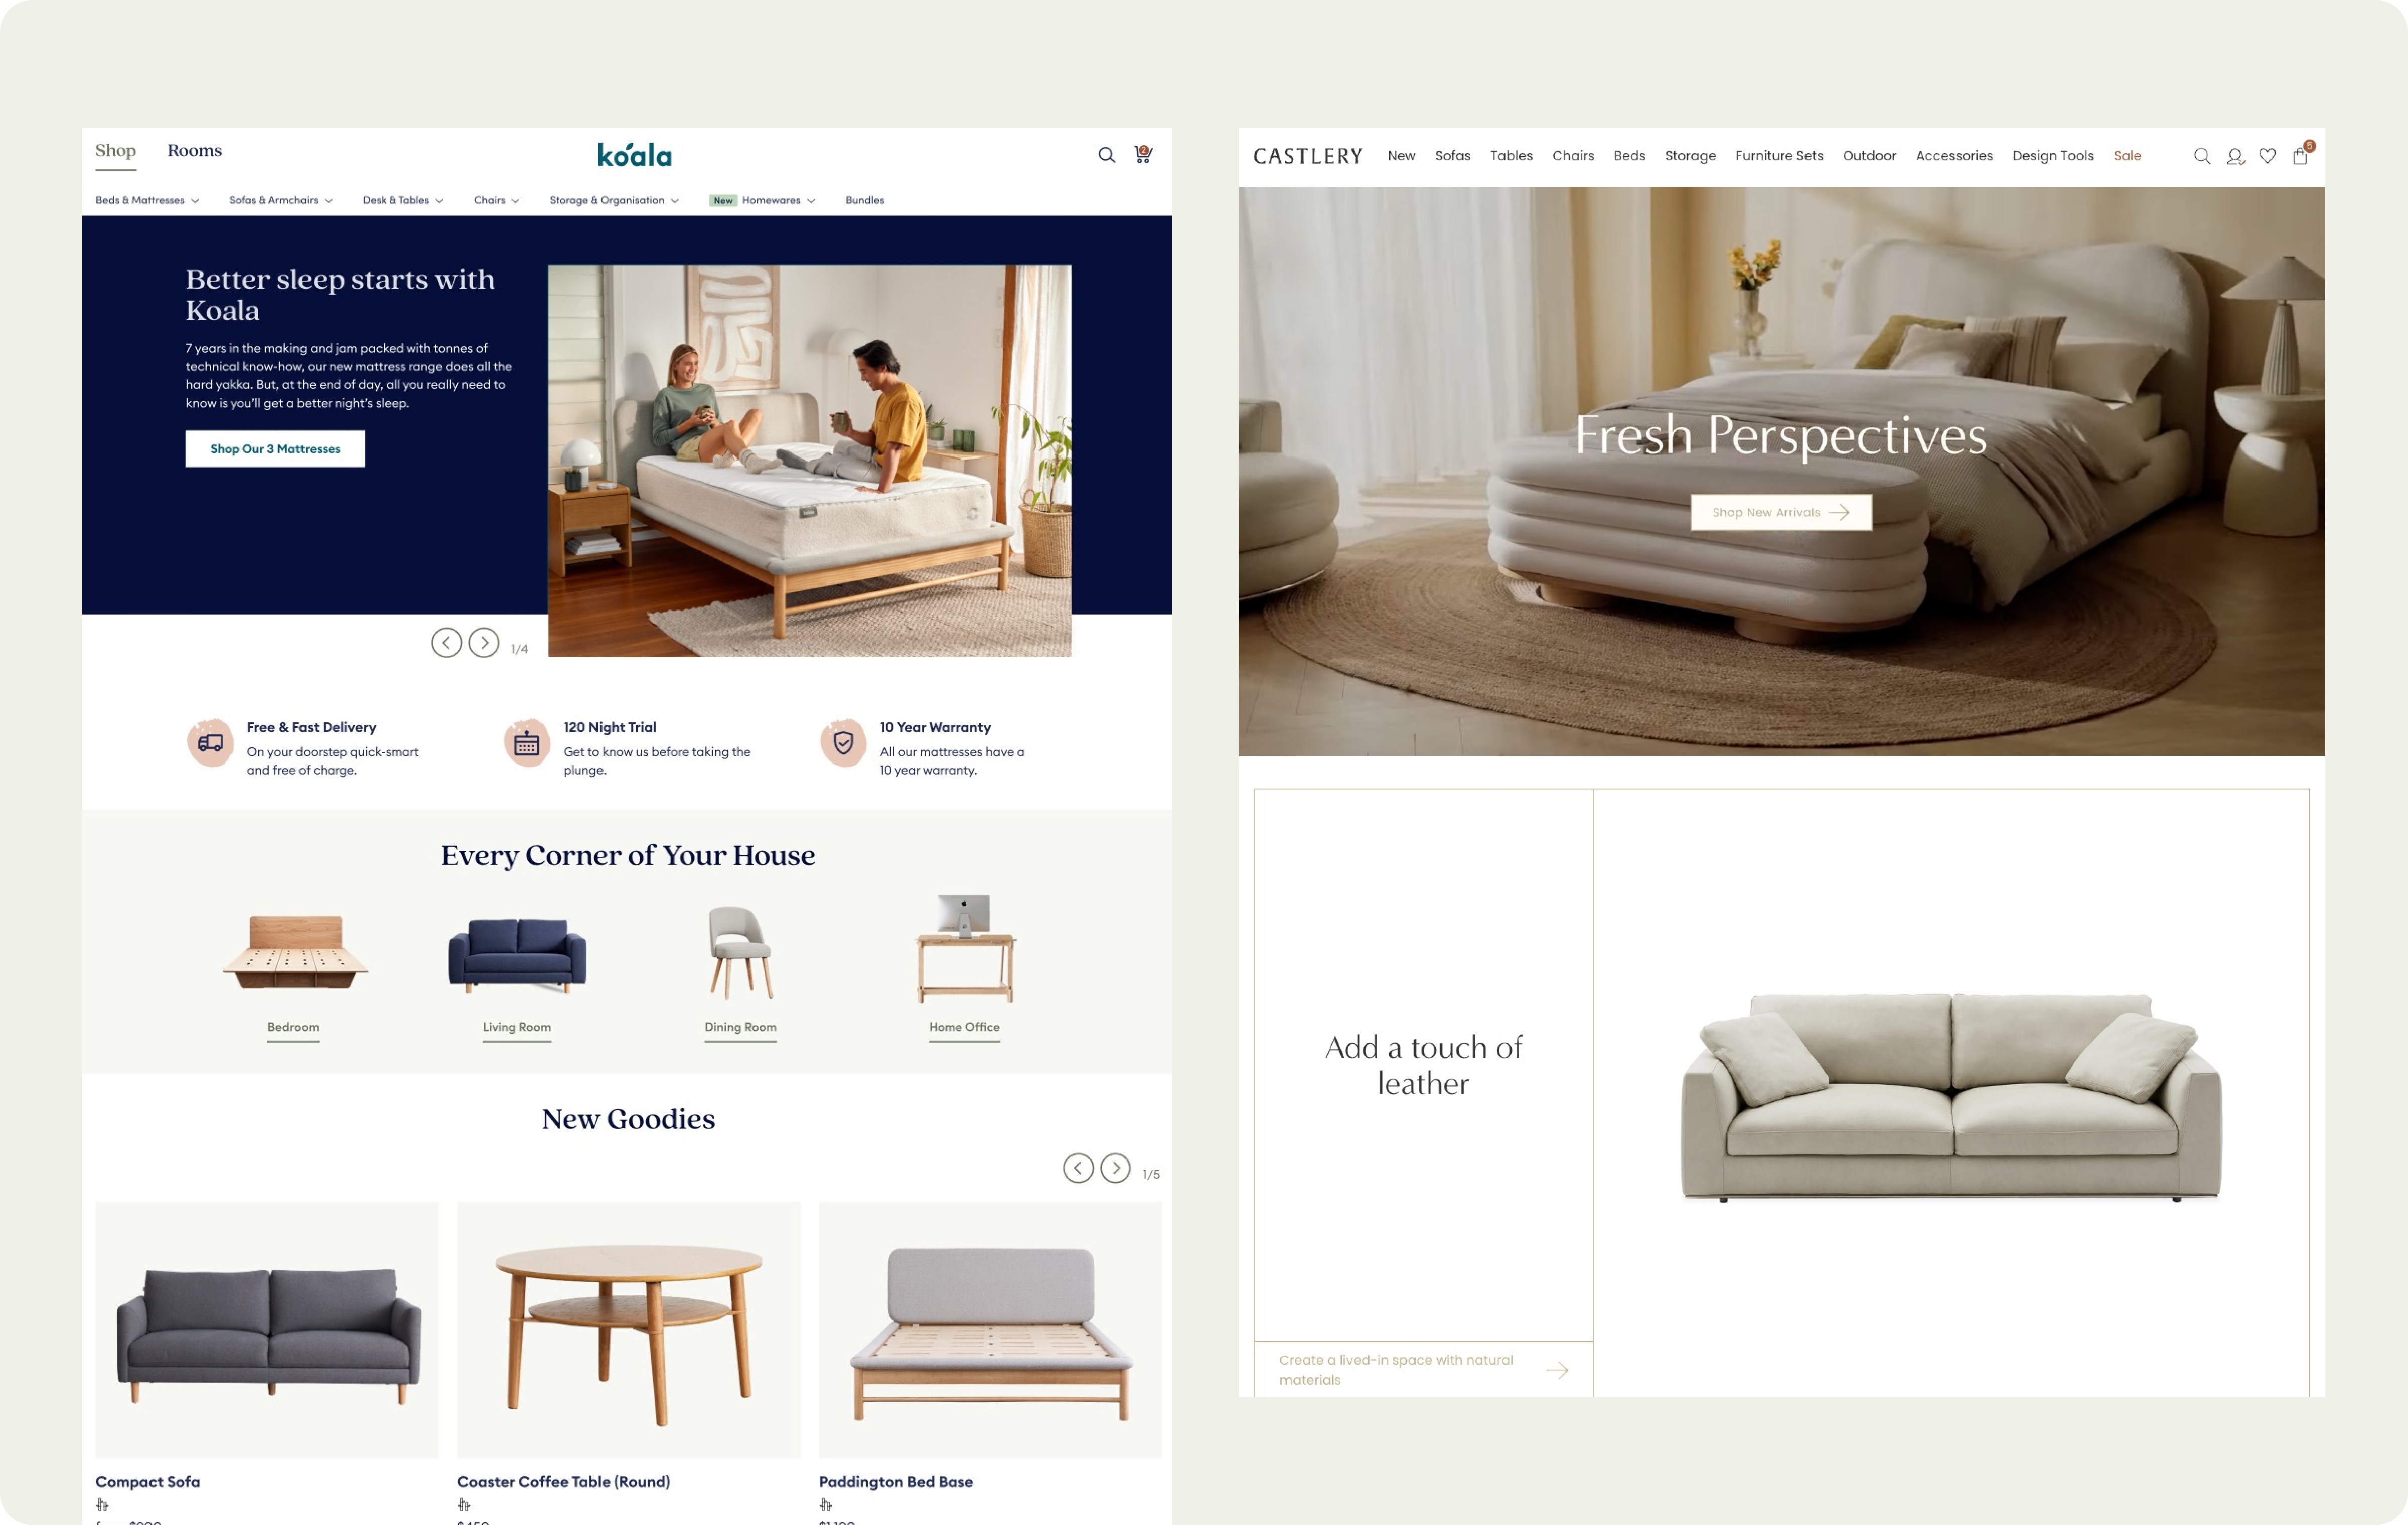 Shop
Rooms
koala
2
Beds & Mattresses
Sofas & Armchairs
Desk & Tables
Chairs
Storage & Organisation
New
Homewares
Bundles
Better sleep starts with
Koala
7 years in the making and jam packed with tonnes of
technical know-how, our new mattress range does all the
hard yakka. But, at the end of day, all you really need to
know is you'll get a better night's sleep.
Shop Our 3 Mattresses
1/4
Free & Fast Delivery
On your doorstep quick-smart
and free of charge.
120 Night Trial
Get to know us before taking the
plunge.
10 Year Warranty
All our mattresses have a
10 year warranty.
Every Corner of Your House
Bedroom
Living Room
Dining Room
Home Office
New Goodies
1/5
Compact Sofa
Coaster Coffee Table (Round)
Paddington Bed Base
CASTLERY
New
Sofas
Tables
Chairs
Beds
Storage
Furniture Sets
Outdoor
Accessories
Design Tools
Sale
5
Fresh Perspectives
Shop New Arrivals
Add a touch of
leather
Create a lived-in space with natural
materials